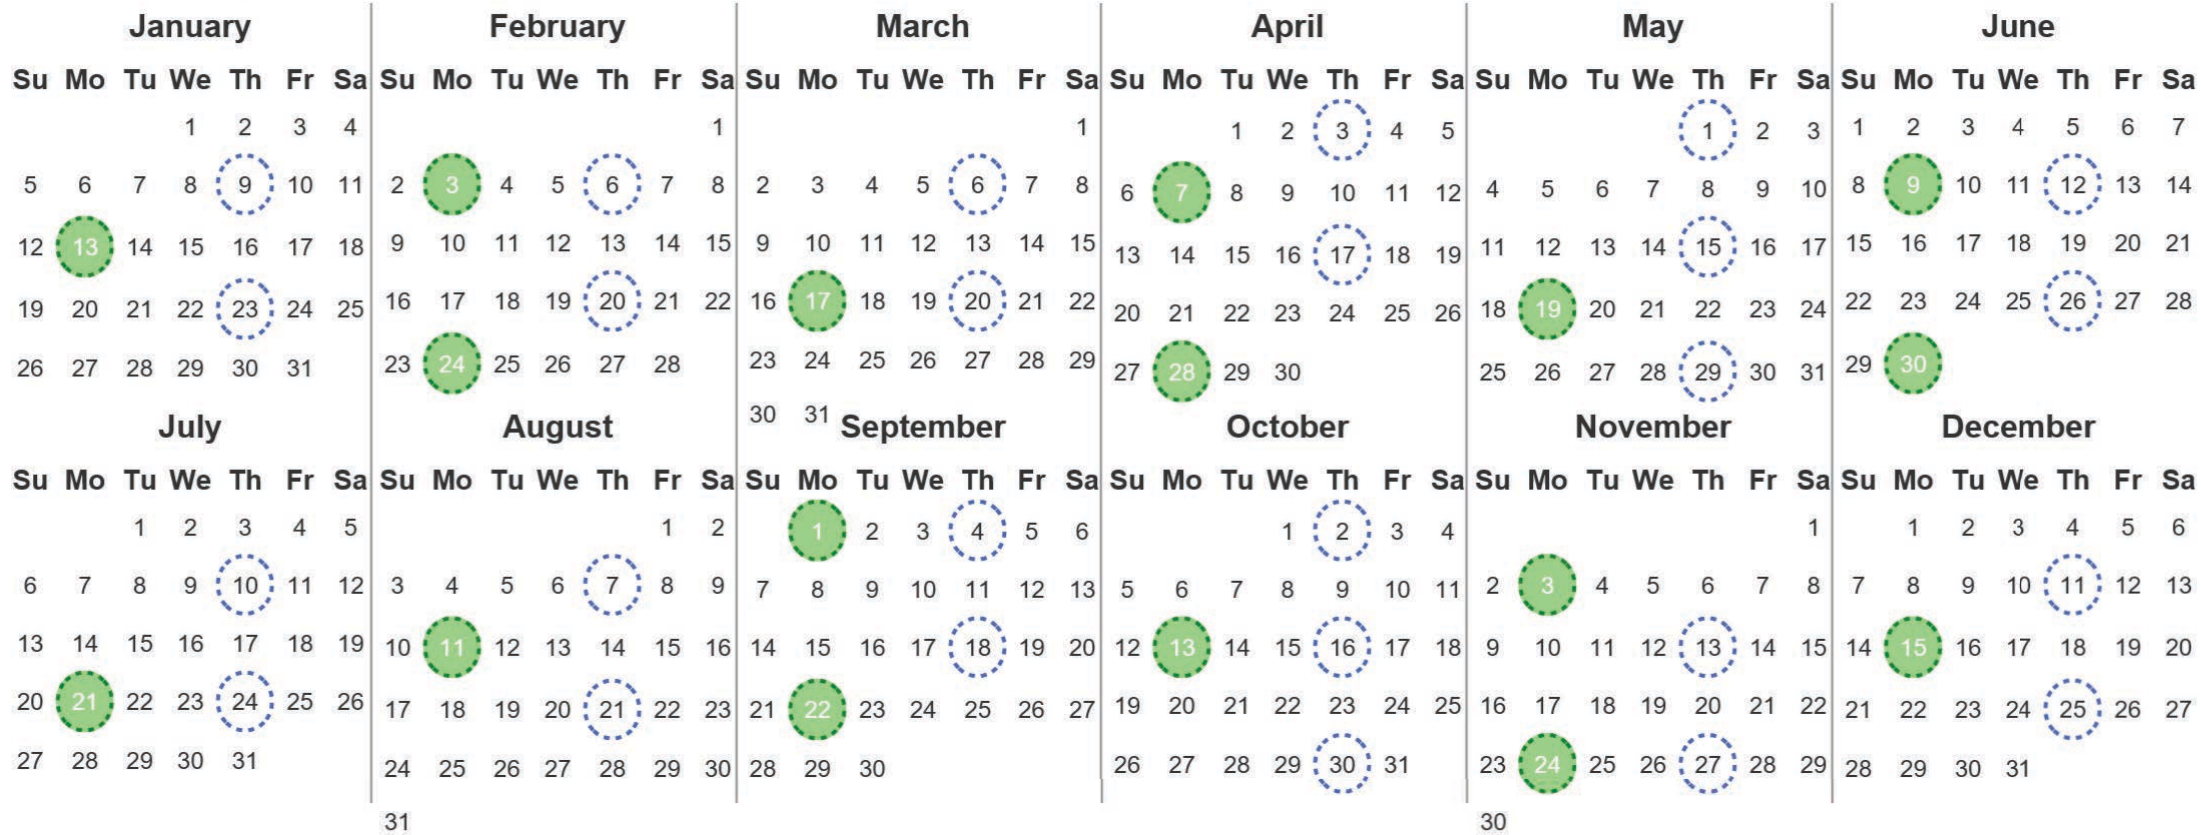 January February March April May June
Su Mo Tu We Th Fr Sa Su Mo Tu We Th Fr Sa Su Mo Tu We Th Fr Sa Su Mo Tu We Th Fr Sa Su Mo Tu We Th Fr Sa Su Mo Tu We Th Fr Sa
1 2 3 4 1 1 1 2 3 4 5 1 2 3 1 2 3 4 5 6 7
5 6 7 8 9 10 11 2 3 4 5 6 7 8 2 3 4 5 6 7 8 6 7 8 9 10 11 12 4 5 6 7 8 9 10 8 9 10 11 12 13 14
12 13 14 15 16 17 18 9 10 11 12 13 14 15 9 10 11 12 13 14 15 13 14 15 16 17 18 19 11 12 13 14 15 16 17 15 16 17 18 19 20 21
19 20 21 22 23 24 25 16 17 18 19 20 21 22 16 17 18 19 20 21 22 20 21 22 23 24 25 26 18 19 20 21 22 23 24 22 23 24 25 26 27 28
26 27 28 29 30 31 23 24 25 26 27 28 23 24 25 26 27 28 29 27 28 29 30 25 26 27 28 29 30 31 29 30
30 31
July August September October November December
Su Mo Tu We Th Fr Sa Su Mo Tu We Th Fr Sa Su Mo Tu We Th Fr Sa Su Mo Tu We Th Fr Sa Su Mo Tu We Th Fr Sa Su Mo Tu We Th Fr Sa
1 2 3 4 5 1 2 1 2 3 4 5 6 1 2 3 4 1 1 2 3 4 5 6
6 7 8 9 10 11 12 3 4 5 6 7 8 9 7 8 9 10 11 12 13 5 6 7 8 9 10 11 2 3 4 5 6 7 8 7 8 9 10 11 12 13
13 14 15 16 17 18 19 10 11 12 13 14 15 16 14 15 16 17 18 19 20 12 13 14 15 16 17 18 9 10 11 12 13 14 15 14 15 16 17 18 19 20
20 21 22 23 24 25 26 17 18 19 20 21 22 23 21 22 23 24 25 26 27 19 20 21 22 23 24 25 16 17 18 19 20 21 22 21 22 23 24 25 26 27
27 28 29 30 31 24 25 26 27 28 29 30 28 29 30 26 27 28 29 30 31 23 24 25 26 27 28 29 28 29 30 31
31 30